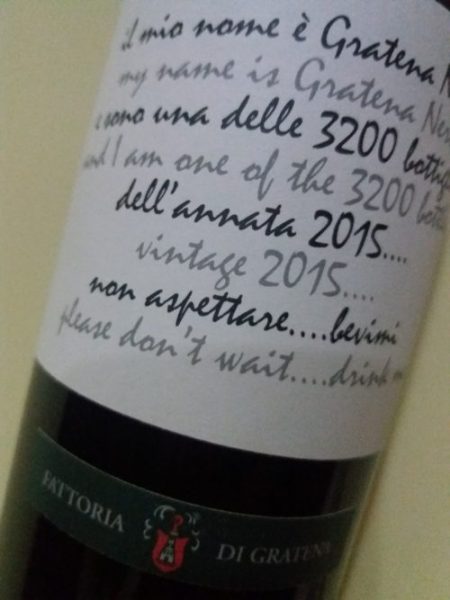 il mio nome è Gratena
my name is Gratena
e sono una delle 3200
and I am one of the 3200
dell'annata 2015....
vintage 2015....
non aspettare....bevimi
please don't wait....drink
FATTORIA DI GRATENA